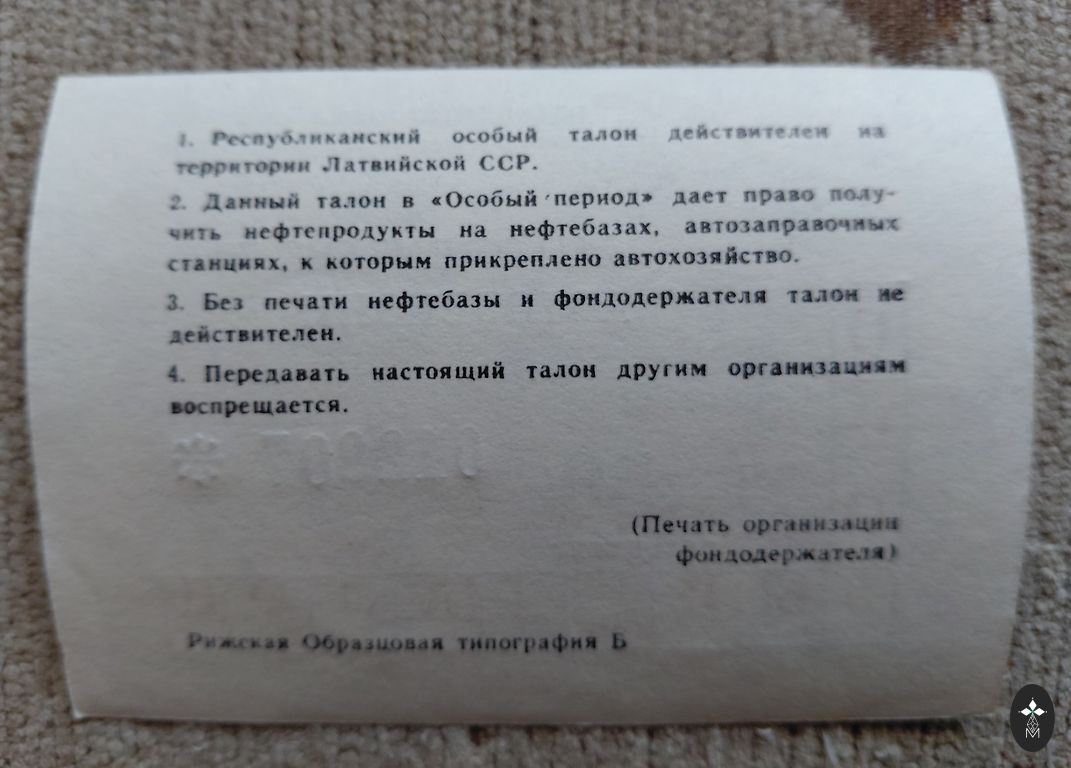 1. Республиканский особый талон действителен на
территории Латвийской ССР.
2. Данный талон в «Особый период» дает право полу-
чить нефтепродукты на нефтебазах, автозаправочных
станциях, к которым прикреплено автохозяйство.
3. Без печати нефтебазы и фондодержателя талон не
действителен.
4. Передавать настоящий талон другим организациям
воспрещается.
(Печать организации
фондодержателя)
Рижская Образцовая типография Б
M